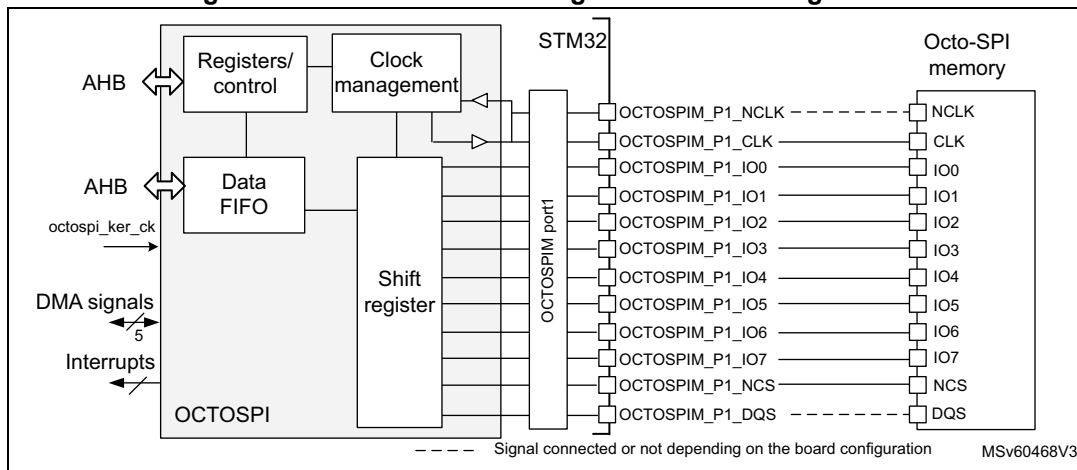 STM32
Octo-SPI
memory
Registers/
control
Clock
management
AHB
AHB
Data
FIFO
octospi_ker_ck
Shift
register
DMA signals
5
Interrupts
OCTOSPI
OCTOSPIM port1
OCTOSPIM_P1_NCLK
NCLK
OCTOSPIM_P1_CLK
CLK
OCTOSPIM_P1_IO0
IO0
OCTOSPIM_P1_IO1
IO1
OCTOSPIM_P1_IO2
IO2
OCTOSPIM_P1_IO3
IO3
OCTOSPIM_P1_IO4
IO4
OCTOSPIM_P1_IO5
IO5
OCTOSPIM_P1_IO6
IO6
OCTOSPIM_P1_IO7
IO7
OCTOSPIM_P1_NCS
NCS
OCTOSPIM_P1_DQS
DQS
Signal connected or not depending on the board configuration
MSv60468V3